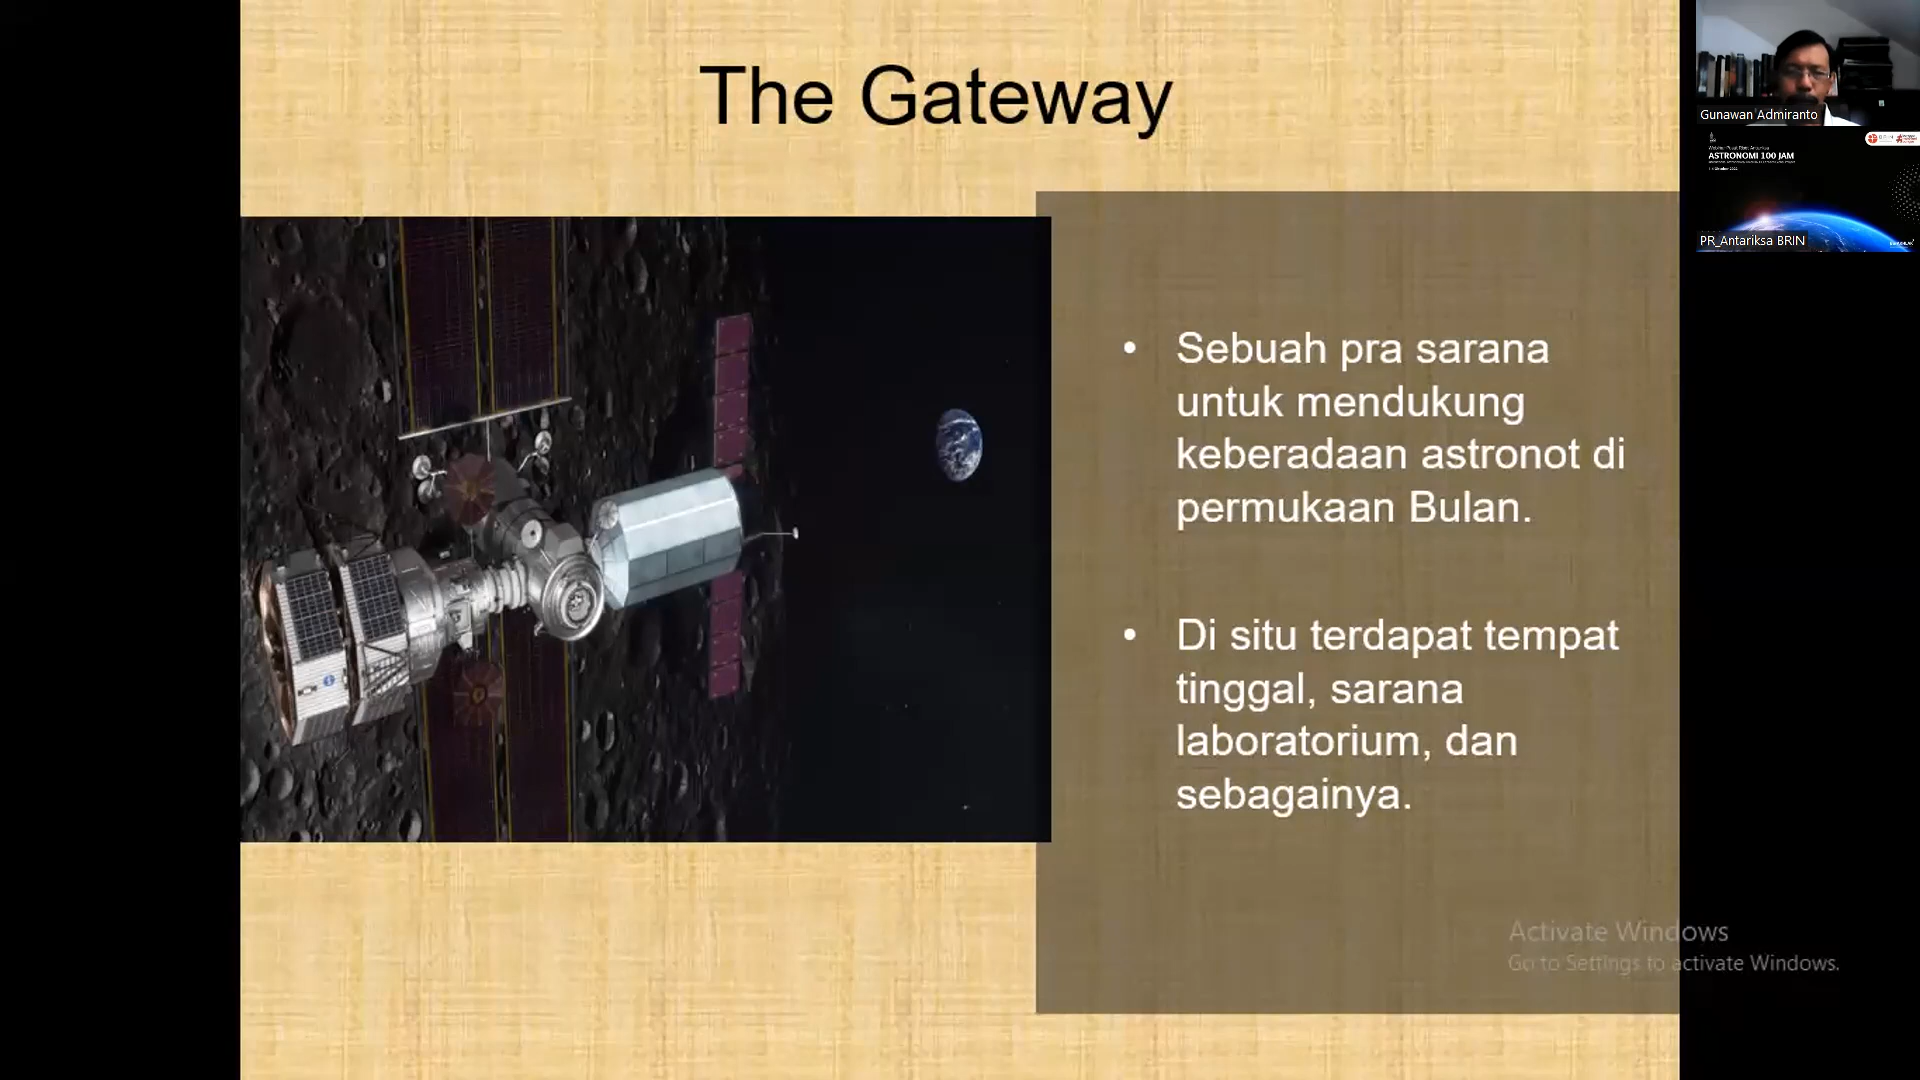 The Gateway
• Sebuah pra sarana
untuk mendukung
keberadaan astronot di
permukaan Bulan.
• Di situ terdapat tempat
tinggal, sarana
laboratorium, dan
sebagainya.
Activate Windows
Go to Settings to activate Windows.
Gunawan Admiranto
ASTRONOMI 100 JAM
PR_Antariksa BRIN